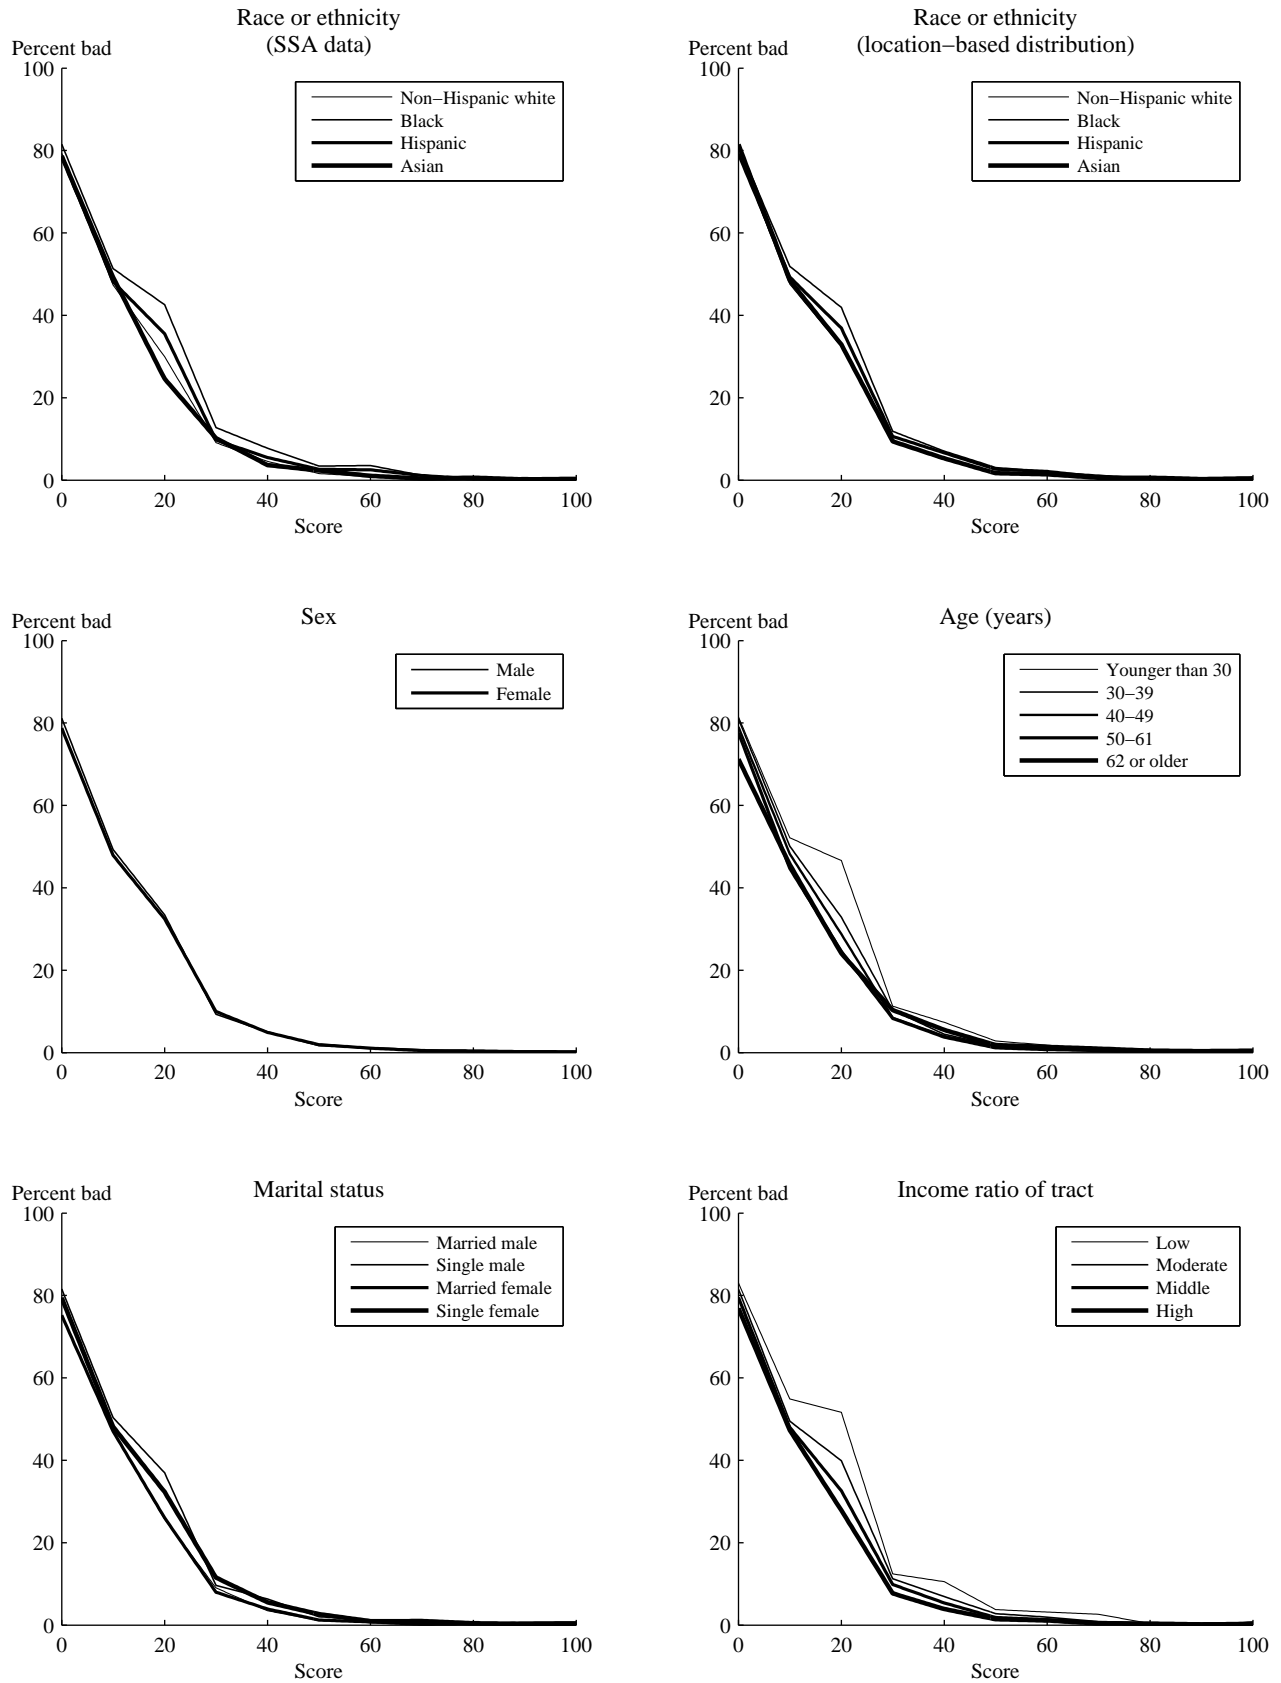 Race or ethnicity
(SSA data)
Percent bad
100
80
60
40
20
0
Non−Hispanic white
Black
Hispanic
Asian
0 20 40 60 80 100
Score
Race or ethnicity
(location−based distribution)
Percent bad
100
80
60
40
20
0
Non−Hispanic white
Black
Hispanic
Asian
0 20 40 60 80 100
Score
Sex
Percent bad
100
80
60
40
20
0
Male
Female
0 20 40 60 80 100
Score
Age (years)
Percent bad
100
80
60
40
20
0
Younger than 30
30−39
40−49
50−61
62 or older
0 20 40 60 80 100
Score
Marital status
Percent bad
100
80
60
40
20
0
Married male
Single male
Married female
Single female
0 20 40 60 80 100
Score
Income ratio of tract
Percent bad
100
80
60
40
20
0
Low
Moderate
Middle
High
0 20 40 60 80 100
Score